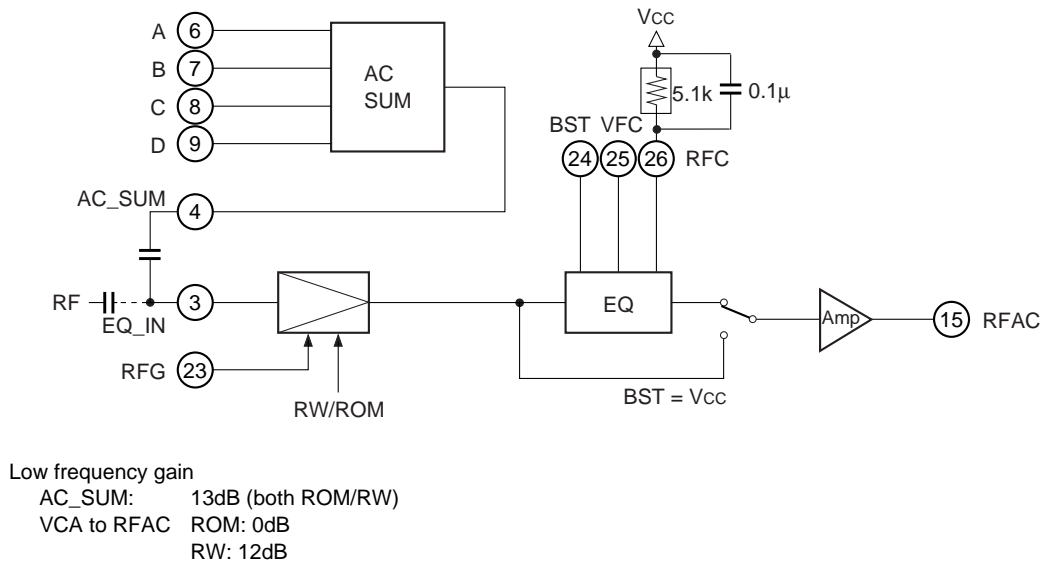 VCC
A 6
B 7
C 8
D 9
AC
SUM
5.1k 0.1μ
BST VFC
24 25 26 RFC
AC_SUM 4
RF 3
EQ_IN
EQ
Amp 15 RFAC
RFG 23
RW/ROM
BST = VCC
Low frequency gain
AC_SUM: 13dB (both ROM/RW)
VCA to RFAC ROM: 0dB
RW: 12dB